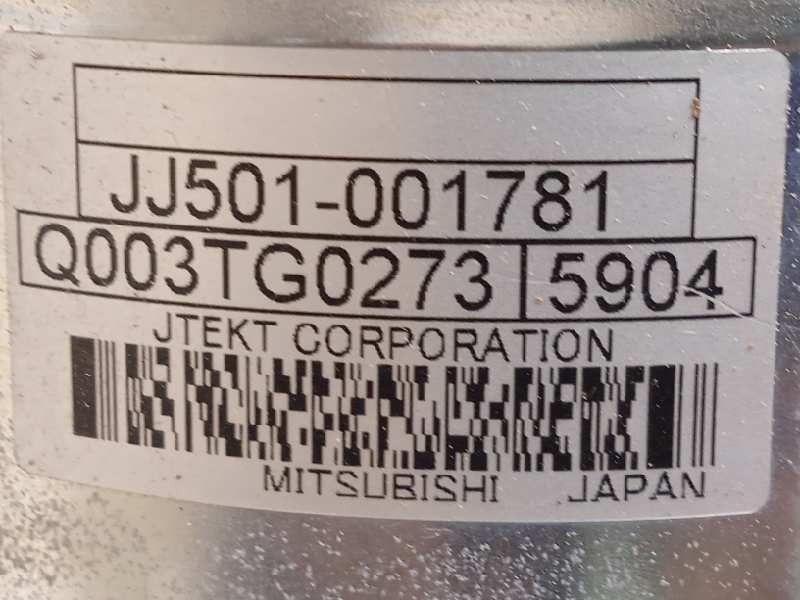 JJ501-001781
Q003TG0273 5904
JTEKT CORPORATION
MITSUBISHI JAPAN